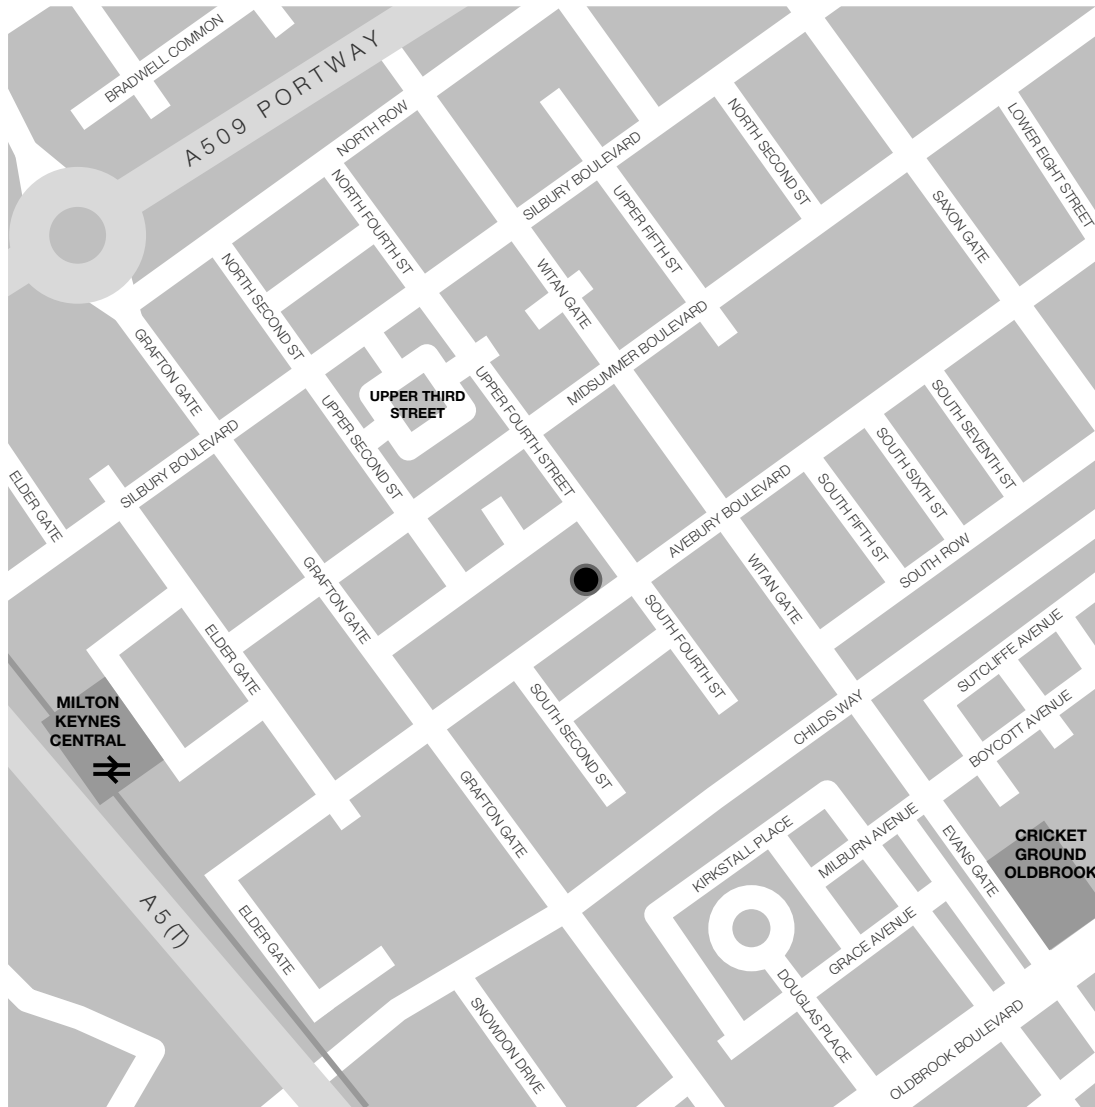 BRADWELL COMMON
A509 PORTWAY
NORTH ROW
NORTH FOURTH ST
NORTH SECOND ST
SILBURY BOULEVARD
UPPER FIFTH ST
NORTH SECOND ST
LOWER EIGHT STREET
SAXON GATE
WITAN GATE
MIDSUMMER BOULEVARD
GRAFTON GATE
UPPER THIRD
STREET
UPPER SECOND ST
UPPER FOURTH STREET
SILBURY BOULEVARD
ELDER GATE
AVEBURY BOULEVARD
SOUTH SEVENTH ST
SOUTH SIXTH ST
SOUTH FIFTH ST
SOUTH ROW
WITAN GATE
GRAFTON GATE
ELDER GATE
SOUTH FOURTH ST
SOUTH SECOND ST
SUTCLIFFE AVENUE
BOYCOTT AVENUE
CHILDS WAY
MILTON
KEYNES
CENTRAL
GRAFTON GATE
KIRKSTALL PLACE
MILBURN AVENUE
EVANS GATE
CRICKET
GROUND
OLDBROOK
A5(T)
ELDER GATE
GRACE AVENUE
DOUGLAS PLACE
SNOWDON DRIVE
OLDBROOK BOULEVARD